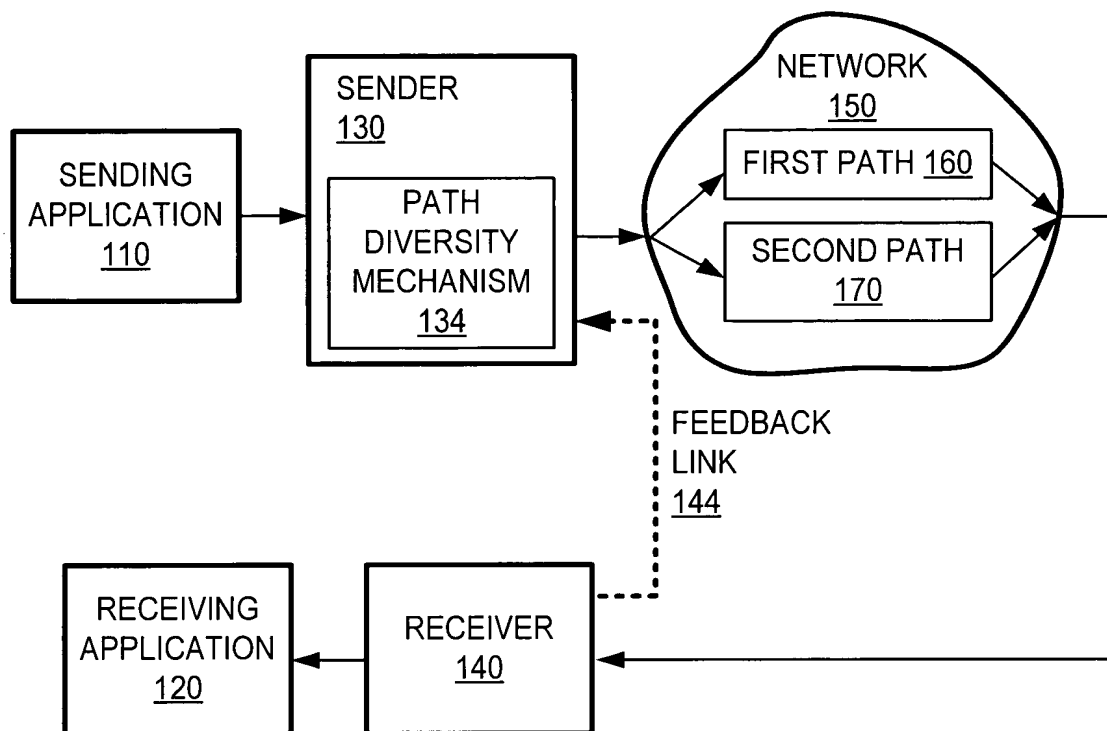 SENDING
APPLICATION
110
SENDER
130
PATH
DIVERSITY
MECHANISM
134
NETWORK
150
FIRST PATH 160
SECOND PATH
170
FEEDBACK
LINK
144
RECEIVING
APPLICATION
120
RECEIVER
140